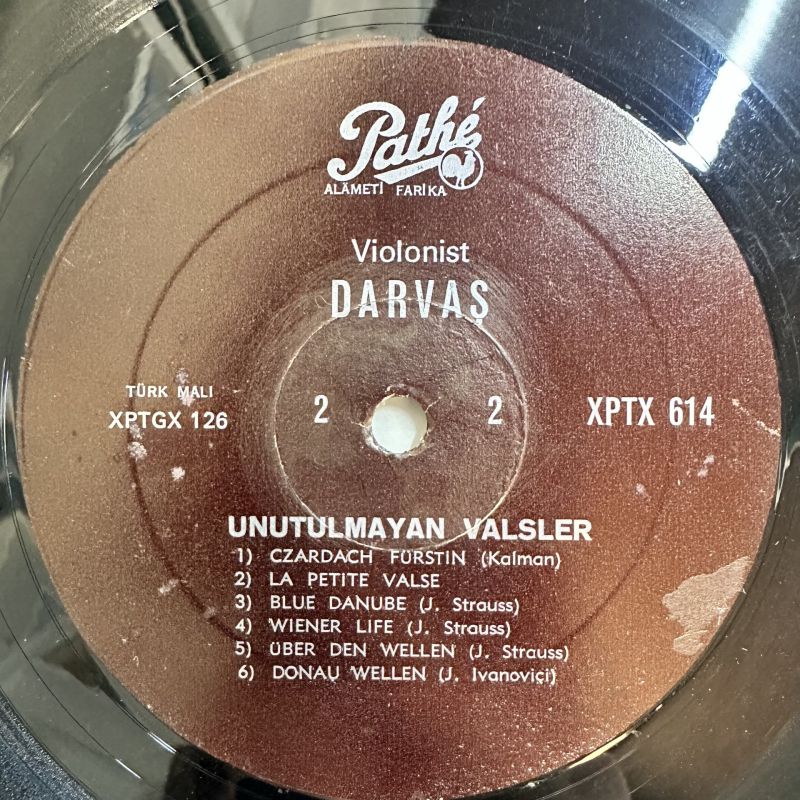 Pathé
ALÂMETİ FARİKA
Violonist
DARVAŞ
TÜRK MALI
XPTGX 126
2 2
XPTX 614
UNUTULMAYAN VALSLER
1) CZARDACH FÜRSTIN (Kalman)
2) LA PETITE VALSE
3) BLUE DANUBE (J. Strauss)
4) WIENER LIFE (J. Strauss)
5) ÜBER DEN WELLEN (J. Strauss)
6) DONAU WELLEN (J. Ivanoviçi)